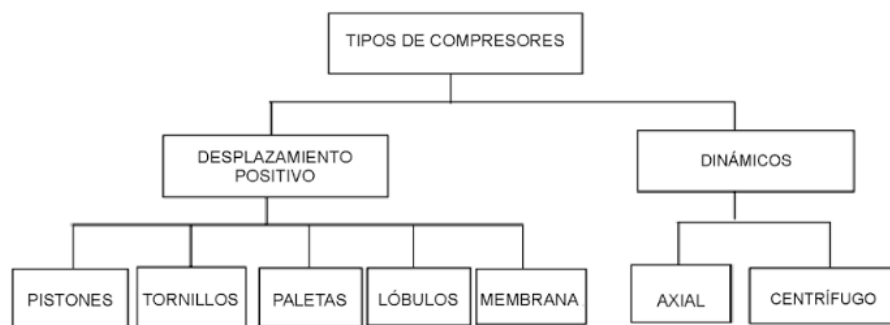 TIPOS DE COMPRESORES
DESPLAZAMIENTO
POSITIVO
DINÁMICOS
PISTONES
TORNILLOS
PALETAS
LÓBULOS
MEMBRANA
AXIAL
CENTRÍFUGO